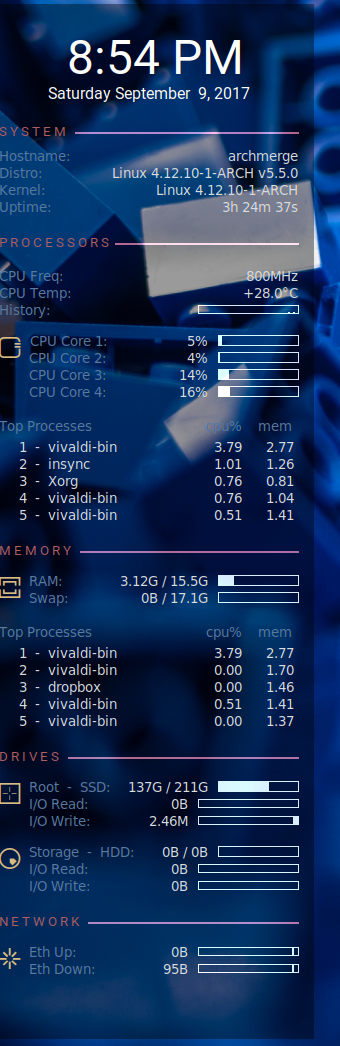 8:54 PM
Saturday September 9, 2017
SYSTEM
Hostname: archmerge
Distro: Linux 4.12.10-1-ARCH v5.5.0
Kernel: Linux 4.12.10-1-ARCH
Uptime: 3h 24m 37s
PROCESSORS
CPU Freq: 800MHz
CPU Temp: +28.0°C
History:
CPU Core 1: 5%
CPU Core 2: 4%
CPU Core 3: 14%
CPU Core 4: 16%
Top Processes cpu% mem
1 - vivaldi-bin 3.79 2.77
2 - insync 1.01 1.26
3 - Xorg 0.76 0.81
4 - vivaldi-bin 0.76 1.04
5 - vivaldi-bin 0.51 1.41
MEMORY
RAM: 3.12G / 15.5G
Swap: 0B / 17.1G
Top Processes cpu% mem
1 - vivaldi-bin 3.79 2.77
2 - vivaldi-bin 0.00 1.70
3 - dropbox 0.00 1.46
4 - vivaldi-bin 0.51 1.41
5 - vivaldi-bin 0.00 1.37
DRIVES
Root - SSD: 137G / 211G
I/O Read: 0B
I/O Write: 2.46M
Storage - HDD: 0B / 0B
I/O Read: 0B
I/O Write: 0B
NETWORK
Eth Up: 0B
Eth Down: 95B